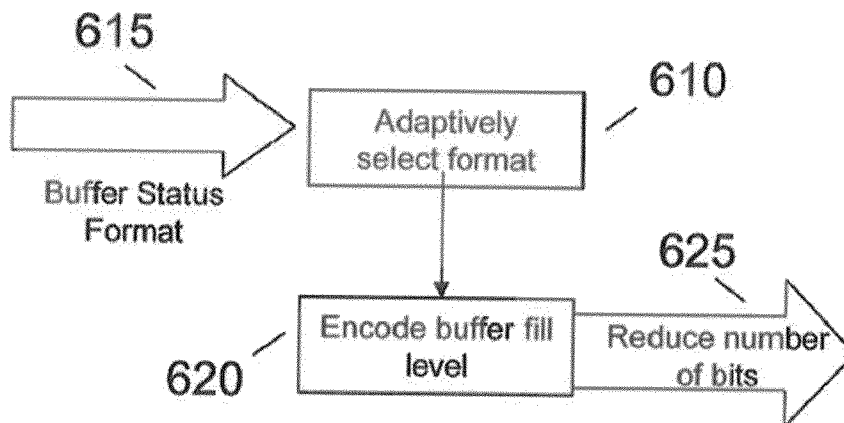 615
610
Adaptively
select format
Buffer Status
Format
625
Encode buffer fill
level
Reduce number
of bits
620